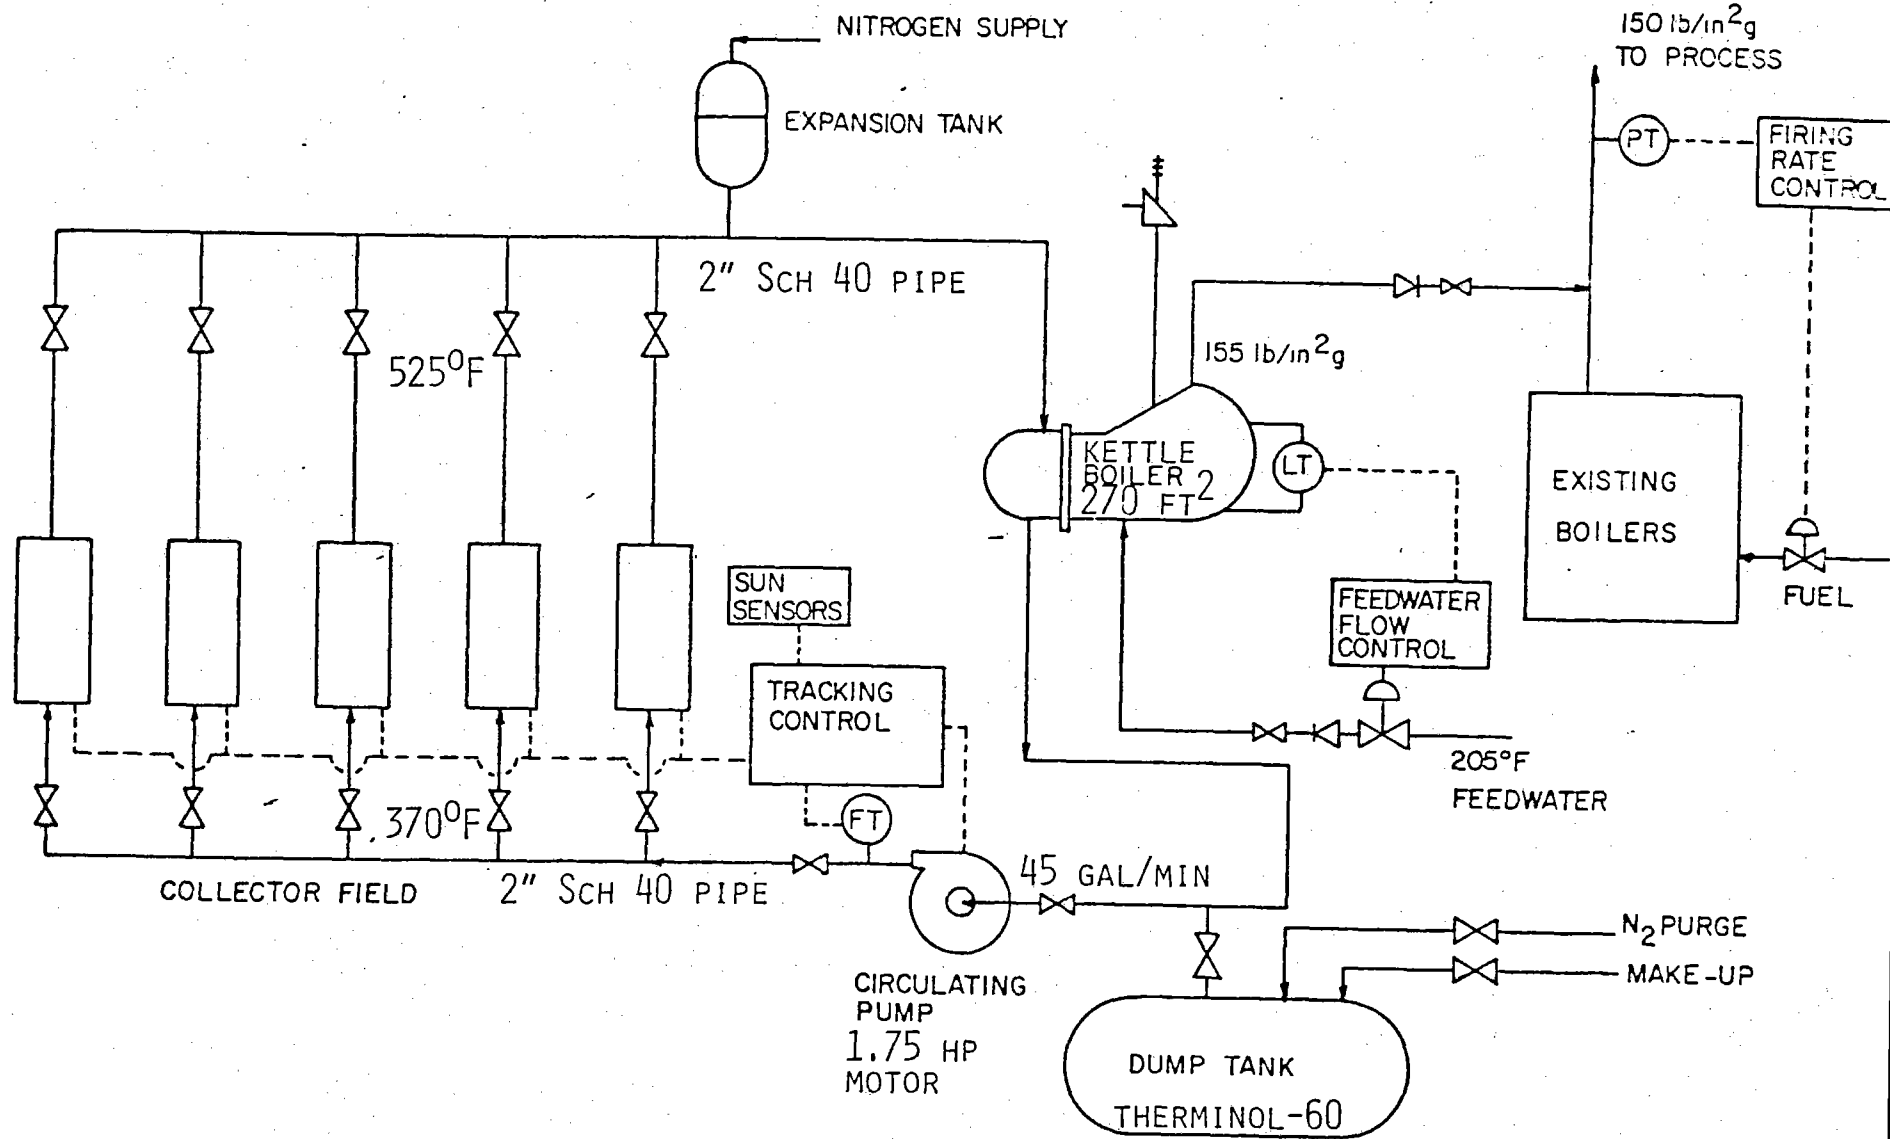 NITROGEN SUPPLY
EXPANSION TANK
150 lb/in²g
TO PROCESS
PT
FIRING
RATE
CONTROL
2" SCH 40 PIPE
525⁰F
155 lb/in²g
KETTLE
BOILER
270 FT²
LT
EXISTING
BOILERS
FUEL
SUN
SENSORS
FEEDWATER
FLOW
CONTROL
TRACKING
CONTROL
205°F
FEEDWATER
370⁰F
FT
COLLECTOR FIELD
2" SCH 40 PIPE
45 GAL/MIN
CIRCULATING
PUMP
1.75 HP
MOTOR
N₂ PURGE
MAKE-UP
DUMP TANK
THERMINOL-60